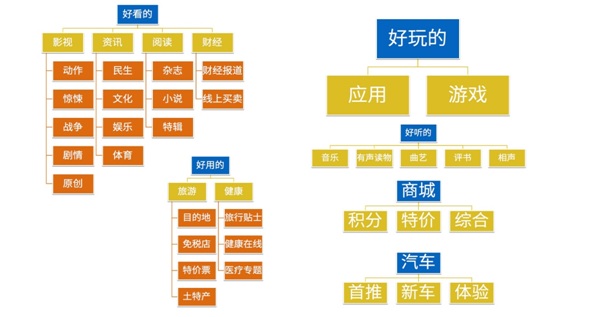 好看的
影视 资讯 阅读 财经
动作 民生 杂志 财经报道
惊悚 文化 小说 线上买卖
战争 娱乐 特辑
剧情 体育
原创
好用的
旅游 健康
目的地 旅行贴士
免税店 健康在线
特价票 医疗专题
土特产
好玩的
应用 游戏
好听的
音乐 有声读物 曲艺 评书 相声
商城
积分 特价 综合
汽车
首推 新车 体验